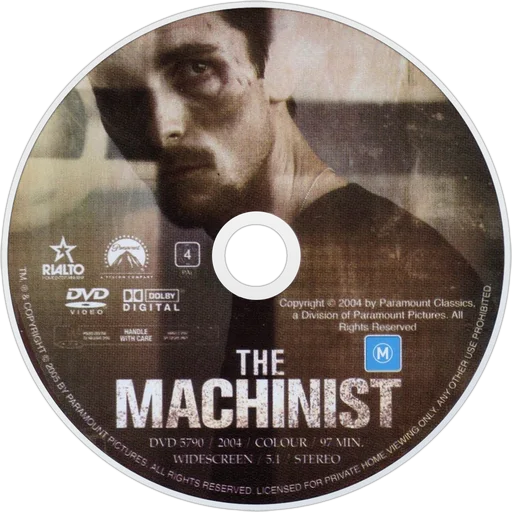 RIALTO
Paramount
A VIACOM COMPANY
4
PAL
DVD
VIDEO
DOLBY
DIGITAL
HANDLE
WITH CARE
Copyright © 2004 by Paramount Classics,
a Division of Paramount Pictures. All
Rights Reserved
M
THE
MACHINIST
DVD 5790 / 2004 / COLOUR / 97 MIN.
WIDESCREEN / 5.1 / STEREO
TM, ® & COPYRIGHT © 2005 BY PARAMOUNT PICTURES. ALL RIGHTS RESERVED. LICENSED FOR PRIVATE HOME VIEWING ONLY. ANY OTHER USE PROHIBITED.